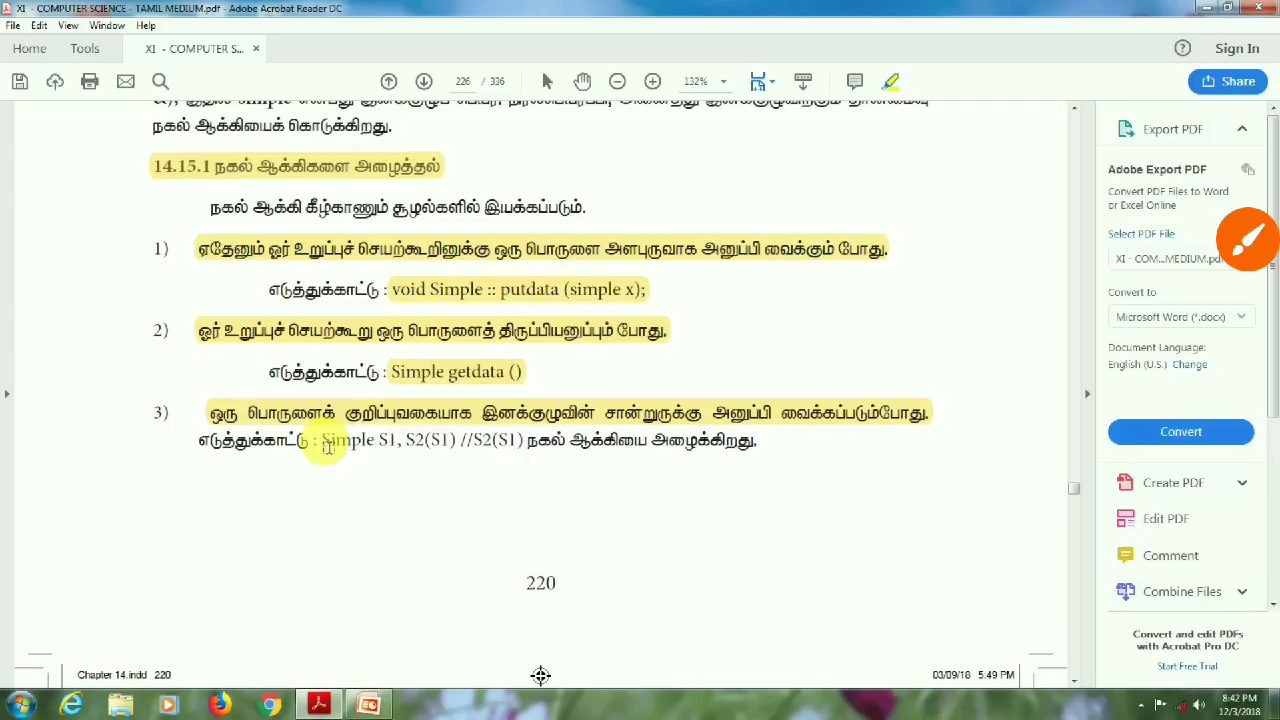 XI - COMPUTER SCIENCE - TAMIL MEDIUM.pdf - Adobe Acrobat Reader DC
File Edit View Window Help
Home Tools XI - COMPUTER S... × Sign In
226 / 336 132% Share
நகல் ஆக்கியைக் கொடுக்கிறது.
14.15.1 நகல் ஆக்கிகளை அழைத்தல்
நகல் ஆக்கி கீழ்காணும் சூழல்களில் இயக்கப்படும்.
1) ஏதேனும் ஓர் உறுப்புச் செயற்கூறினுக்கு ஒரு பொருளை அளபுருவாக அனுப்பி வைக்கும் போது.
எடுத்துக்காட்டு : void Simple :: putdata (simple x);
2) ஓர் உறுப்புச் செயற்கூறு ஒரு பொருளைத் திருப்பியனுப்பும் போது.
எடுத்துக்காட்டு : Simple getdata ()
3) ஒரு பொருளைக் குறிப்புவகையாக இனக்குழுவின் சான்றுருக்கு அனுப்பி வைக்கப்படும்போது.
எடுத்துக்காட்டு : Simple S1, S2(S1) //S2(S1) நகல் ஆக்கியை அழைக்கிறது.
220
Chapter 14.indd 220 03/09/18 5:49 PM
Export PDF
Adobe Export PDF
Convert PDF Files to Word
or Excel Online
Select PDF File
XI - COM...MEDIUM.pdf
Convert to
Microsoft Word (*.docx)
Document Language:
English (U.S.) Change
Convert
Create PDF
Edit PDF
Comment
Combine Files
Convert and edit PDFs
with Acrobat Pro DC
Start Free Trial
8:42 PM
12/3/2018